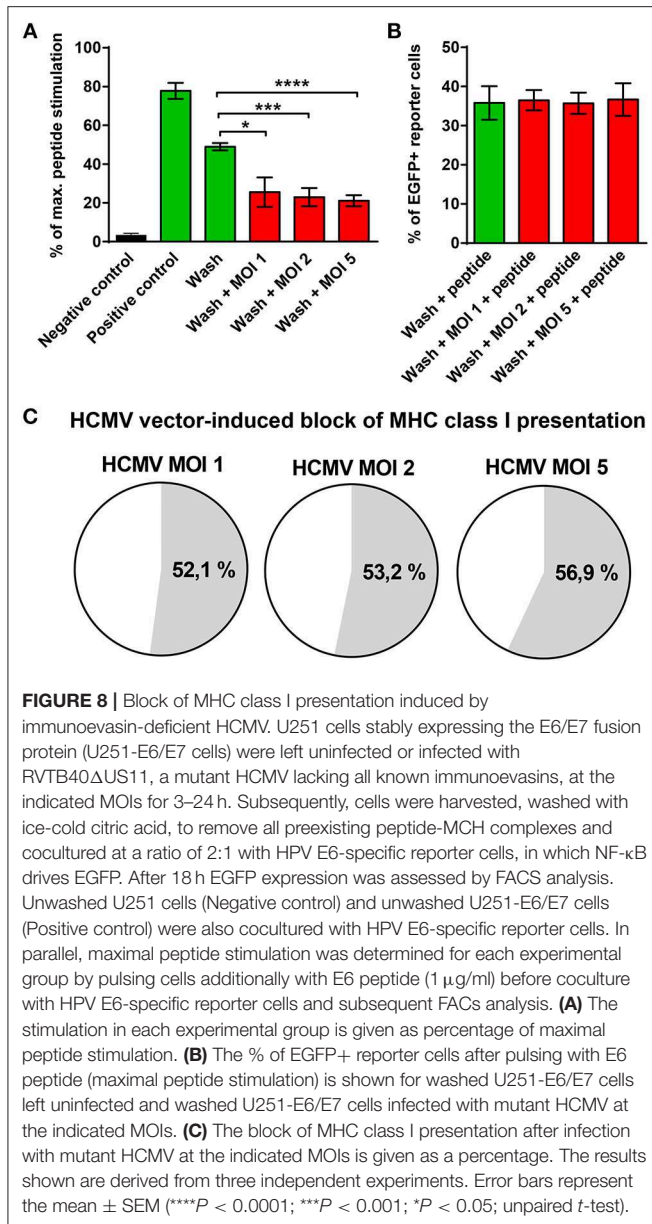 A
B
% of max. peptide stimulation
100
80
60
40
20
0
****
***
*
Negative control
Positive control
Wash
Wash + MOI 1
Wash + MOI 2
Wash + MOI 5
% of EGFP+ reporter cells
50
40
30
20
10
0
Wash + peptide
Wash + MOI 1 + peptide
Wash + MOI 2 + peptide
Wash + MOI 5 + peptide
C HCMV vector-induced block of MHC class I presentation
HCMV MOI 1
HCMV MOI 2
HCMV MOI 5
52,1 %
53,2 %
56,9 %
FIGURE 8 | Block of MHC class I presentation induced by
immunoevasin-deficient HCMV. U251 cells stably expressing the E6/E7 fusion
protein (U251-E6/E7 cells) were left uninfected or infected with
RVTB40ΔUS11, a mutant HCMV lacking all known immunoevasins, at the
indicated MOIs for 3–24 h. Subsequently, cells were harvested, washed with
ice-cold citric acid, to remove all preexisting peptide-MCH complexes and
cocultured at a ratio of 2:1 with HPV E6-specific reporter cells, in which NF-κB
drives EGFP. After 18 h EGFP expression was assessed by FACS analysis.
Unwashed U251 cells (Negative control) and unwashed U251-E6/E7 cells
(Positive control) were also cocultured with HPV E6-specific reporter cells. In
parallel, maximal peptide stimulation was determined for each experimental
group by pulsing cells additionally with E6 peptide (1 μg/ml) before coculture
with HPV E6-specific reporter cells and subsequent FACs analysis. (A) The
stimulation in each experimental group is given as percentage of maximal
peptide stimulation. (B) The % of EGFP+ reporter cells after pulsing with E6
peptide (maximal peptide stimulation) is shown for washed U251-E6/E7 cells
left uninfected and washed U251-E6/E7 cells infected with mutant HCMV at
the indicated MOIs. (C) The block of MHC class I presentation after infection
with mutant HCMV at the indicated MOIs is given as a percentage. The results
shown are derived from three independent experiments. Error bars represent
the mean ± SEM (****P < 0.0001; ***P < 0.001; *P < 0.05; unpaired t-test).